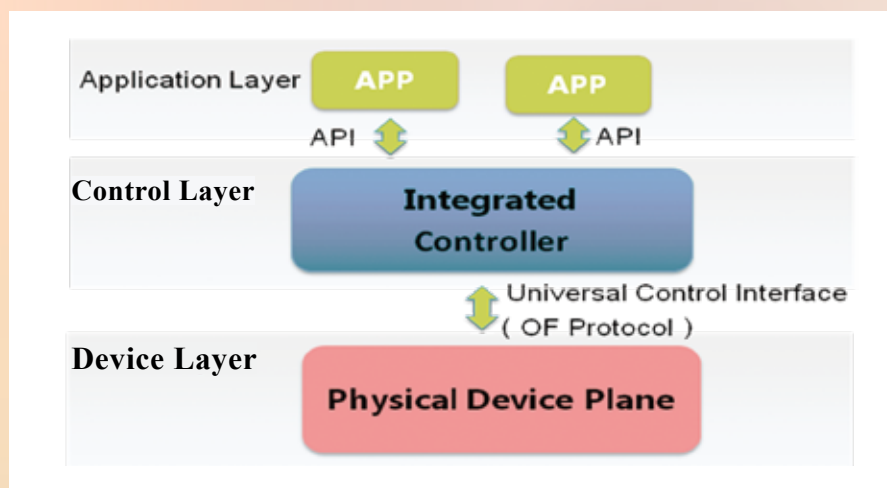 Application Layer
APP
APP
API
API
Control Layer
Integrated
Controller
Universal Control Interface
( OF Protocol )
Device Layer
Physical Device Plane